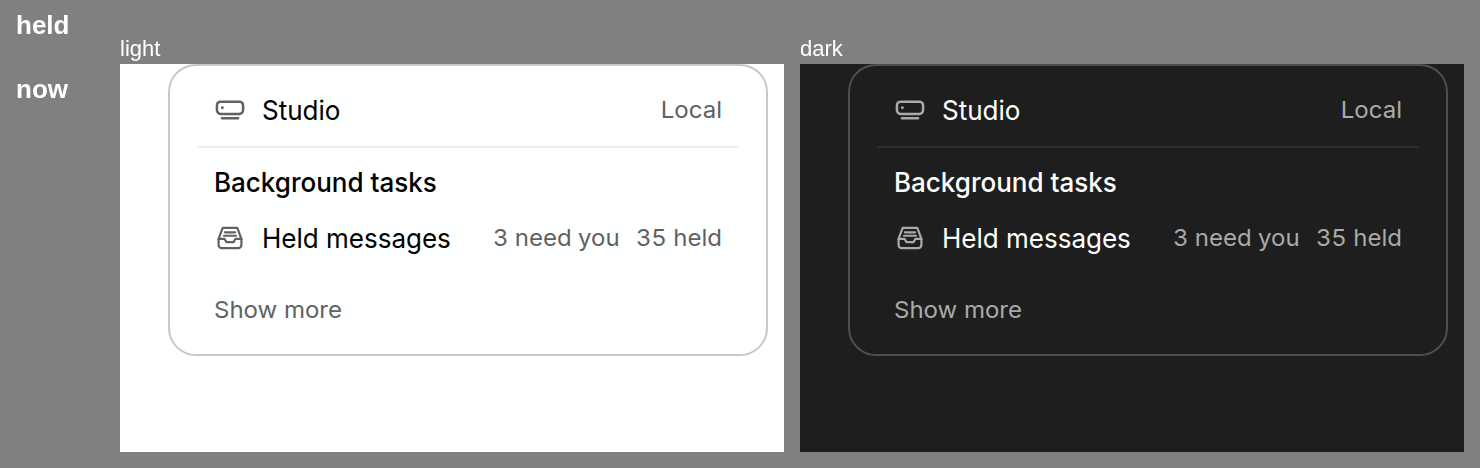 held
light
dark
now
Studio Local
Background tasks
Held messages 3 need you 35 held
Show more
Studio Local
Background tasks
Held messages 3 need you 35 held
Show more